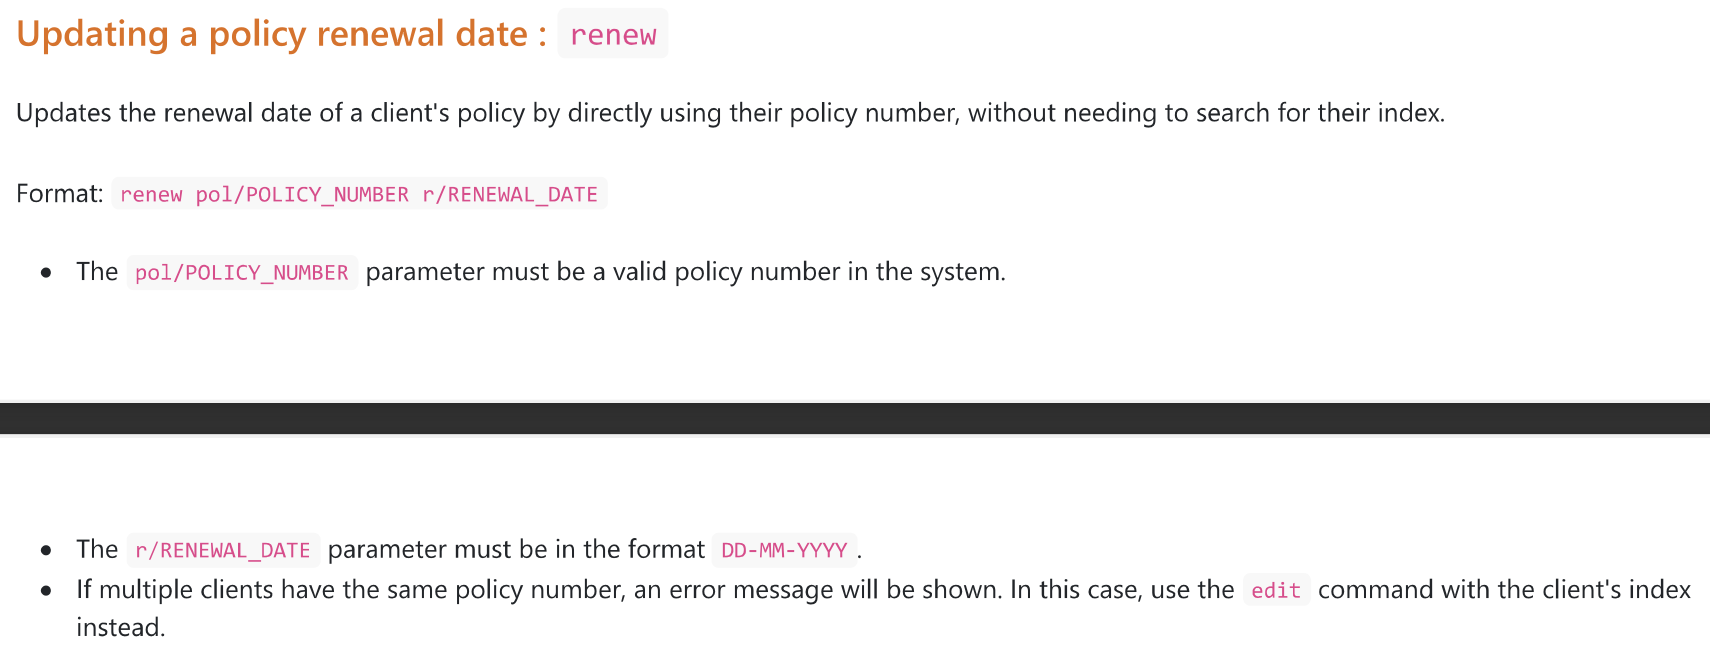 Updating a policy renewal date : renew
Updates the renewal date of a client's policy by directly using their policy number, without needing to search for their index.
Format: renew pol/POLICY_NUMBER r/RENEWAL_DATE
● The pol/POLICY_NUMBER parameter must be a valid policy number in the system.
● The r/RENEWAL_DATE parameter must be in the format DD-MM-YYYY .
● If multiple clients have the same policy number, an error message will be shown. In this case, use the edit command with the client's index
instead.